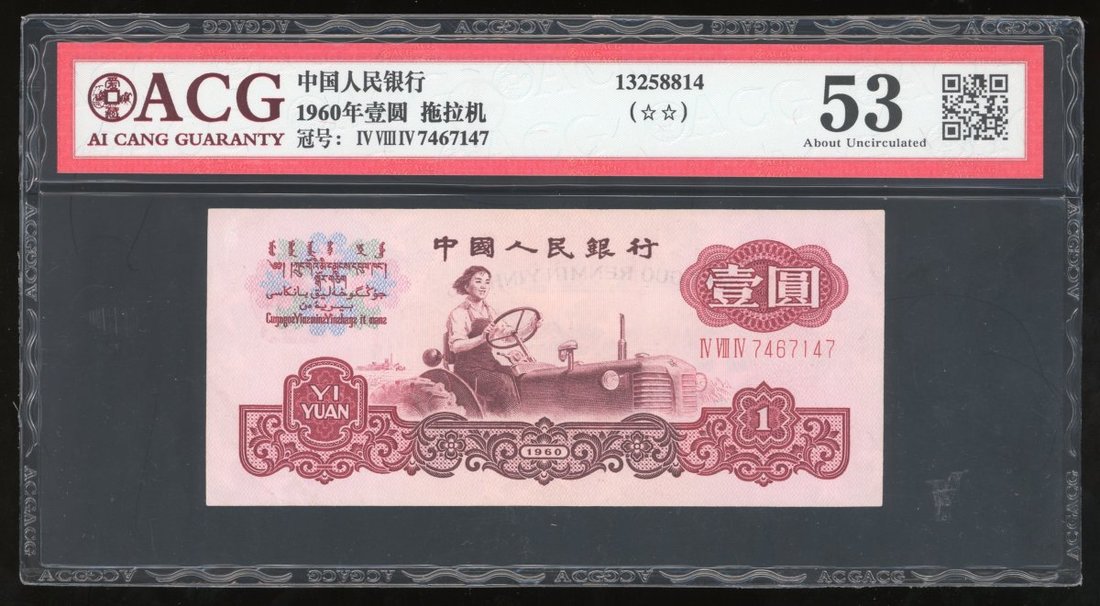 ACG
AI CANG GUARANTY
中国人民银行
1960年壹圆 拖拉机
冠号: Ⅳ Ⅷ Ⅳ 7467147
13258814
(☆☆)
53
About Uncirculated
中國人民銀行
壹圓
Ⅳ Ⅷ Ⅳ 7467147
YI
YUAN
1960
1